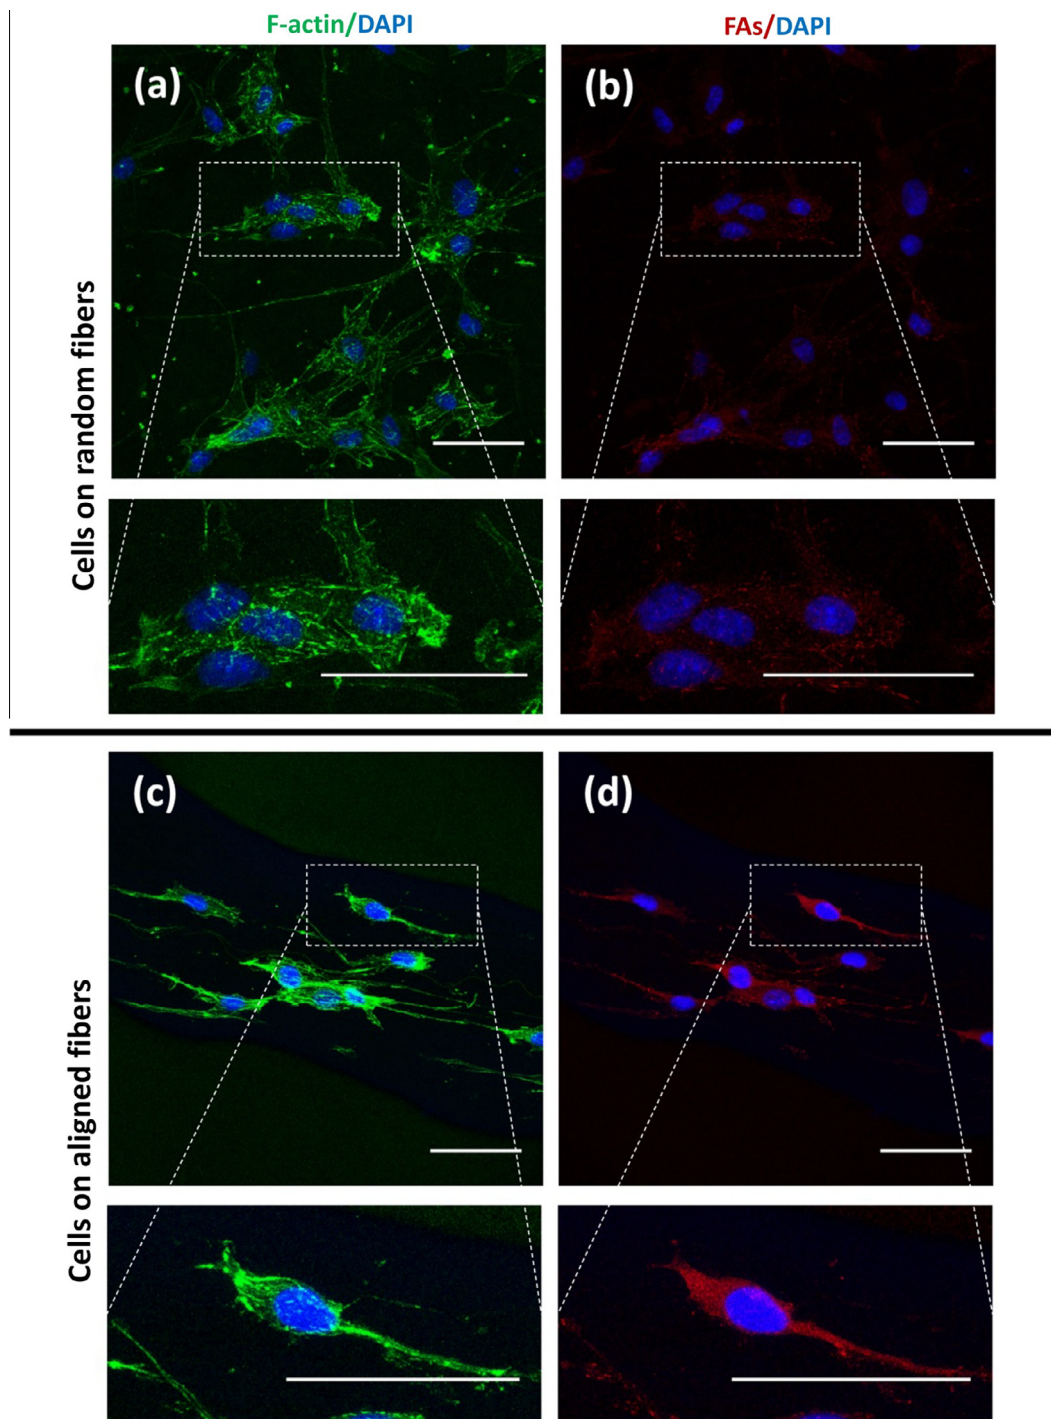 F-actin/DAPI
FAs/DAPI
Cells on random fibers
(a)
(b)
Cells on aligned fibers
(c)
(d)